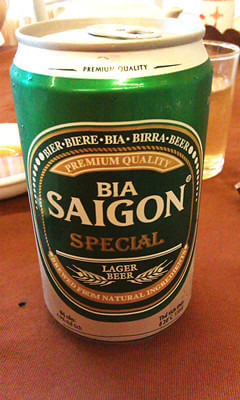 PREMIUM QUALITY
BIER • BIERE • BIA • BIRRA • BEER
PREMIUM QUALITY
BIA
SAIGON
SPECIAL
LAGER
BEER
BREWED FROM NATURAL INGREDIENTS